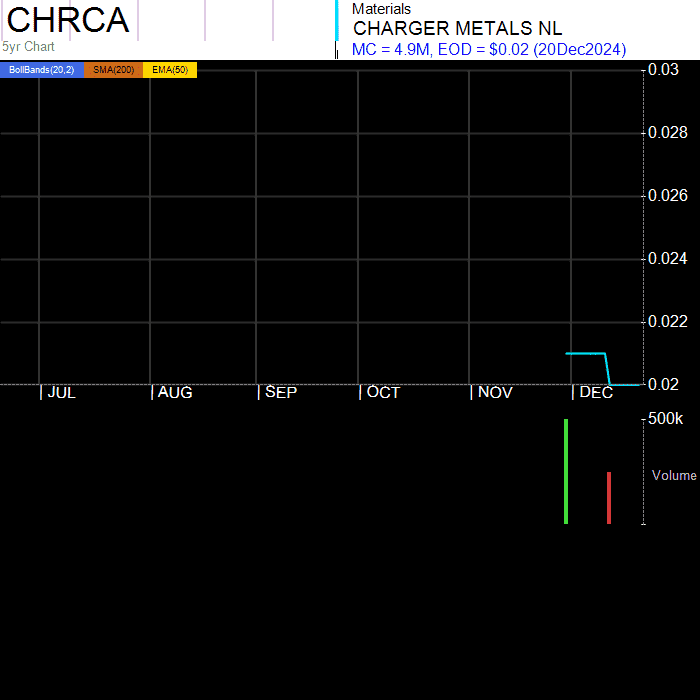 CHRCA
5yr Chart
Materials
CHARGER METALS NL
MC = 4.9M, EOD = $0.02 (20Dec2024)
BollBands(20,2) SMA(200) EMA(50)
0.03
0.028
0.026
0.024
0.022
0.02
JUL AUG SEP OCT NOV DEC
500k
Volume